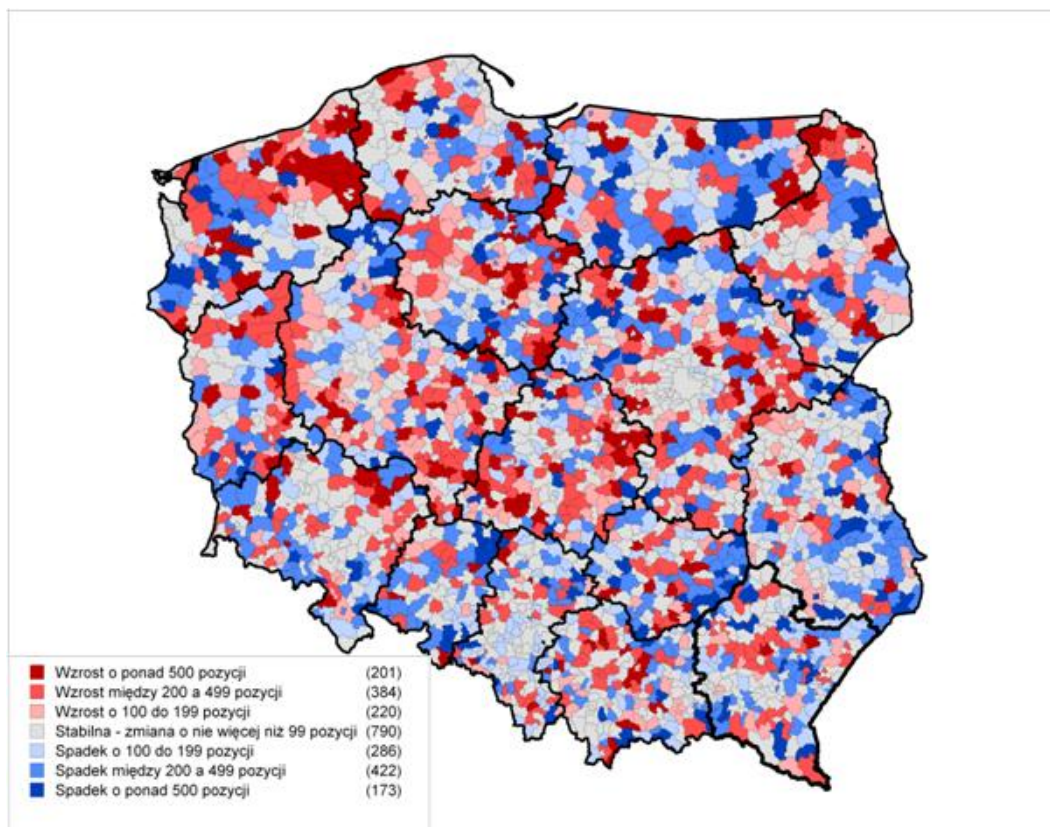 Wzrost o ponad 500 pozycji (201)
Wzrost między 200 a 499 pozycji (384)
Wzrost o 100 do 199 pozycji (220)
Stabilna - zmiana o nie więcej niż 99 pozycji (790)
Spadek o 100 do 199 pozycji (286)
Spadek między 200 a 499 pozycji (422)
Spadek o ponad 500 pozycji (173)